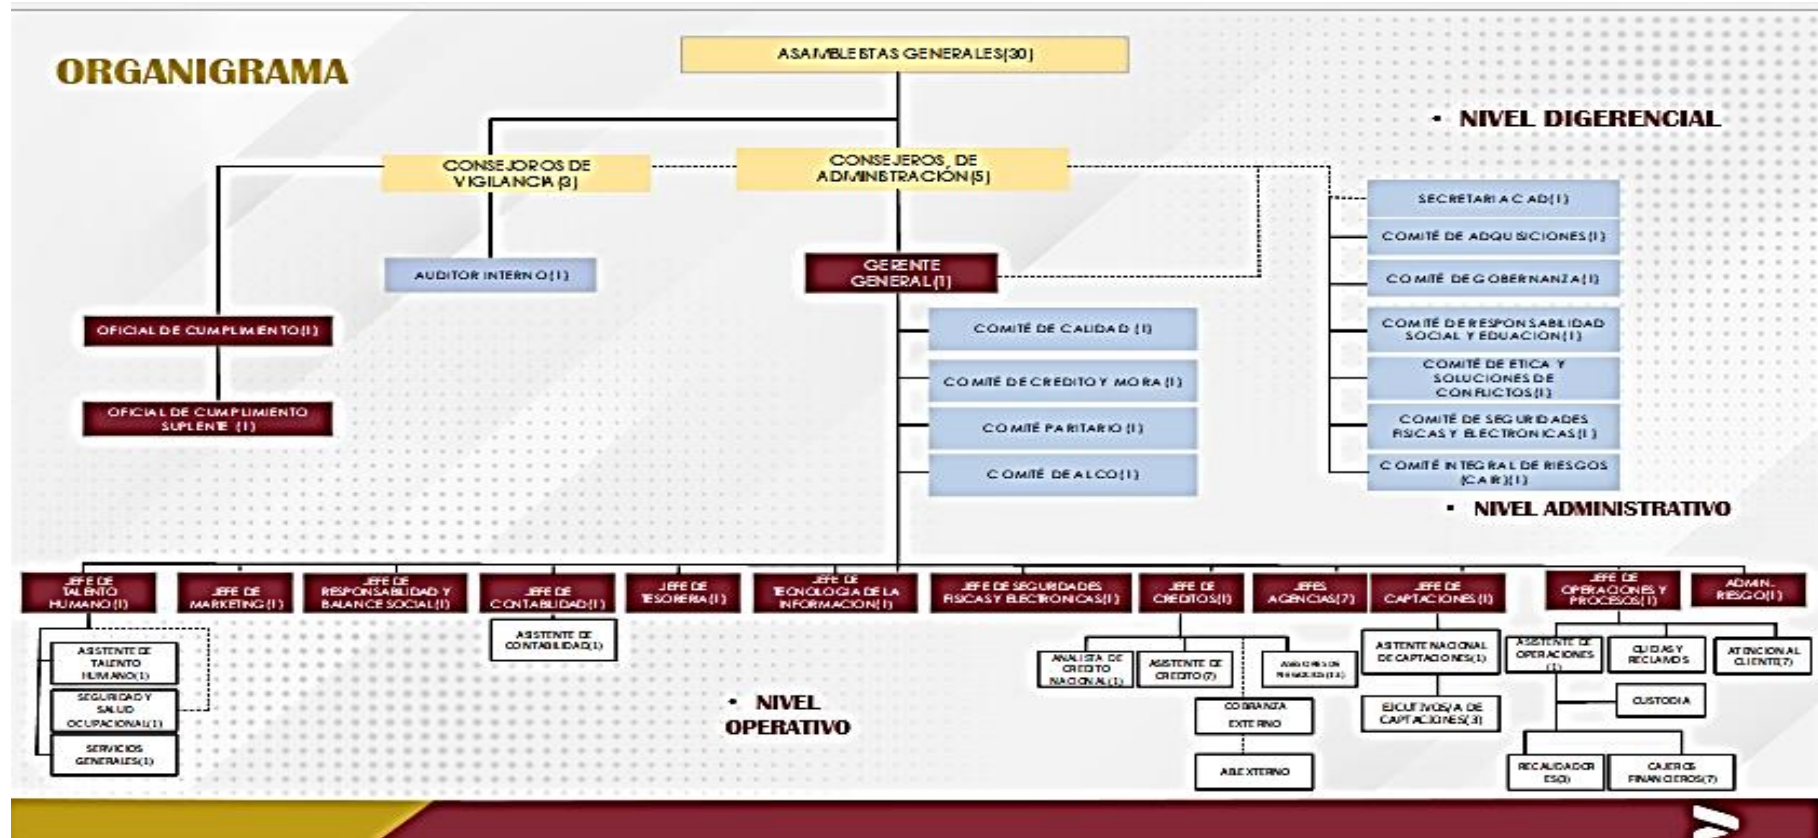 ORGANIGRAMA
ASAMBLEISTAS GENERALES(30)
• NIVEL DIGERENCIAL
CONSEJOROS DE
VIGILANCIA(3)
CONSEJEROS, DE
ADMINISTRACIÓN(5)
SECRETARIA CAD(1)
COMITÉ DE ADQUISICIONES(1)
COMITÉ DE GOBERNANZA(1)
COMITÉ DE RESPONSABILIDAD
SOCIAL Y EDUACION(1)
COMITÉ DE ETICA Y
SOLUCIONES DE
CONFLICTOS(1)
COMITÉ DE SEGURIDADES
FISICAS Y ELECTRONICAS(1)
COMITÉ INTEGRAL DE RIESGOS
(CAIR)(1)
AUDITOR INTERNO(1)
GERENTE
GENERAL(1)
OFICIAL DE CUMPLIMIENTO(1)
OFICIAL DE CUMPLIMIENTO
SUPLENTE (1)
COMITÉ DE CALIDAD (1)
COMITÉ DE CREDITO Y MORA(1)
COMITÉ PARITARIO(1)
COMITÉ DE ALCO(1)
• NIVEL ADMINISTRATIVO
JEFE DE
TALENTO
HUMANO(1)
JEFE DE
MARKETING(1)
JEFE DE
RESPONSABILIDAD Y
BALANCE SOCIAL(1)
JEFE DE
CONTABLIDAD(1)
JEFE DE
TESORERIA(1)
JEFE DE
TECNOLOGIA DE LA
INFORMACION(1)
JEFE DE SEGURIDADES
FISICAS Y ELECTRONICAS(1)
JEFE DE
CRÉDITOS(1)
JEFES
AGENCIAS(7)
JEFE DE
CAPTACIONES(1)
JEFE DE
OPERACIONES Y
PROCESOS(1)
ADMIN.
RIESGO(1)
ASISTENTE DE
TALENTO
HUMANO(1)
SEGURIDAD Y
SALUD
OCUPACIONAL(1)
SERVICIOS
GENERALES(1)
ASISTENTE DE
CONTABILIDAD(1)
• NIVEL
OPERATIVO
ANALISTA DE
CREDITO
NACIONAL(1)
ASISTENTE DE
CREDITO(7)
ASESORES DE
COBRANZA
EXTERNO
EXTERNO
ASITENTE NACIONAL
DE CAPTACIONES(1)
EJECUTIVOS/A DE
CAPTACIONES(3)
ASISTENTE DE
OPERACIONES
(1)
RECLAMOS
ATENCIONAL
CLIENTE(7)
CUSTODIA
RECAUDADOR
ES(3)
CAJEROS
FINANCIEROS(7)